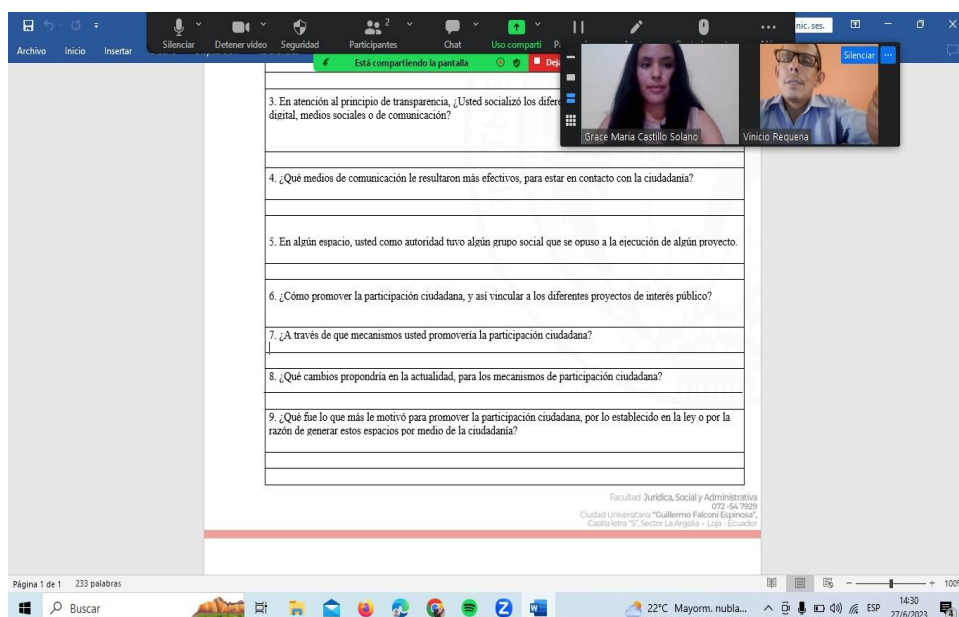 nic. ses.
Archivo Inicio Insertar
Silenciar Detener vídeo Seguridad Participantes 2 Chat Uso comparti
Está compartiendo la pantalla
Silenciar
Grace Maria Castillo Solano
Vinicio Requena
3. En atención al principio de transparencia, ¿Usted socializó los
digital, medios sociales o de comunicación?
4. ¿Qué medios de comunicación le resultaron más efectivos, para estar en contacto con la ciudadanía?
5. En algún espacio, usted como autoridad tuvo algún grupo social que se opuso a la ejecución de algún proyecto.
6. ¿Cómo promover la participación ciudadana, y así vincular a los diferentes proyectos de interés público?
7. ¿A través de que mecanismos usted promovería la participación ciudadana?
8. ¿Qué cambios propondría en la actualidad, para los mecanismos de participación ciudadana?
9. ¿Qué fue lo que más le motivó para promover la participación ciudadana, por lo establecido en la ley o por la
razón de generar estos espacios por medio de la ciudadanía?
Facultad Jurídica, Social y Administrativa
072 -54 7929
Ciudad Universitaria "Guillermo Falconí Espinosa",
Casilla letra "S", Sector La Argelia - Loja - Ecuador
Página 1 de 1 233 palabras
100%
Buscar
22°C Mayorm. nubla...
ESP
14:30
27/6/2023